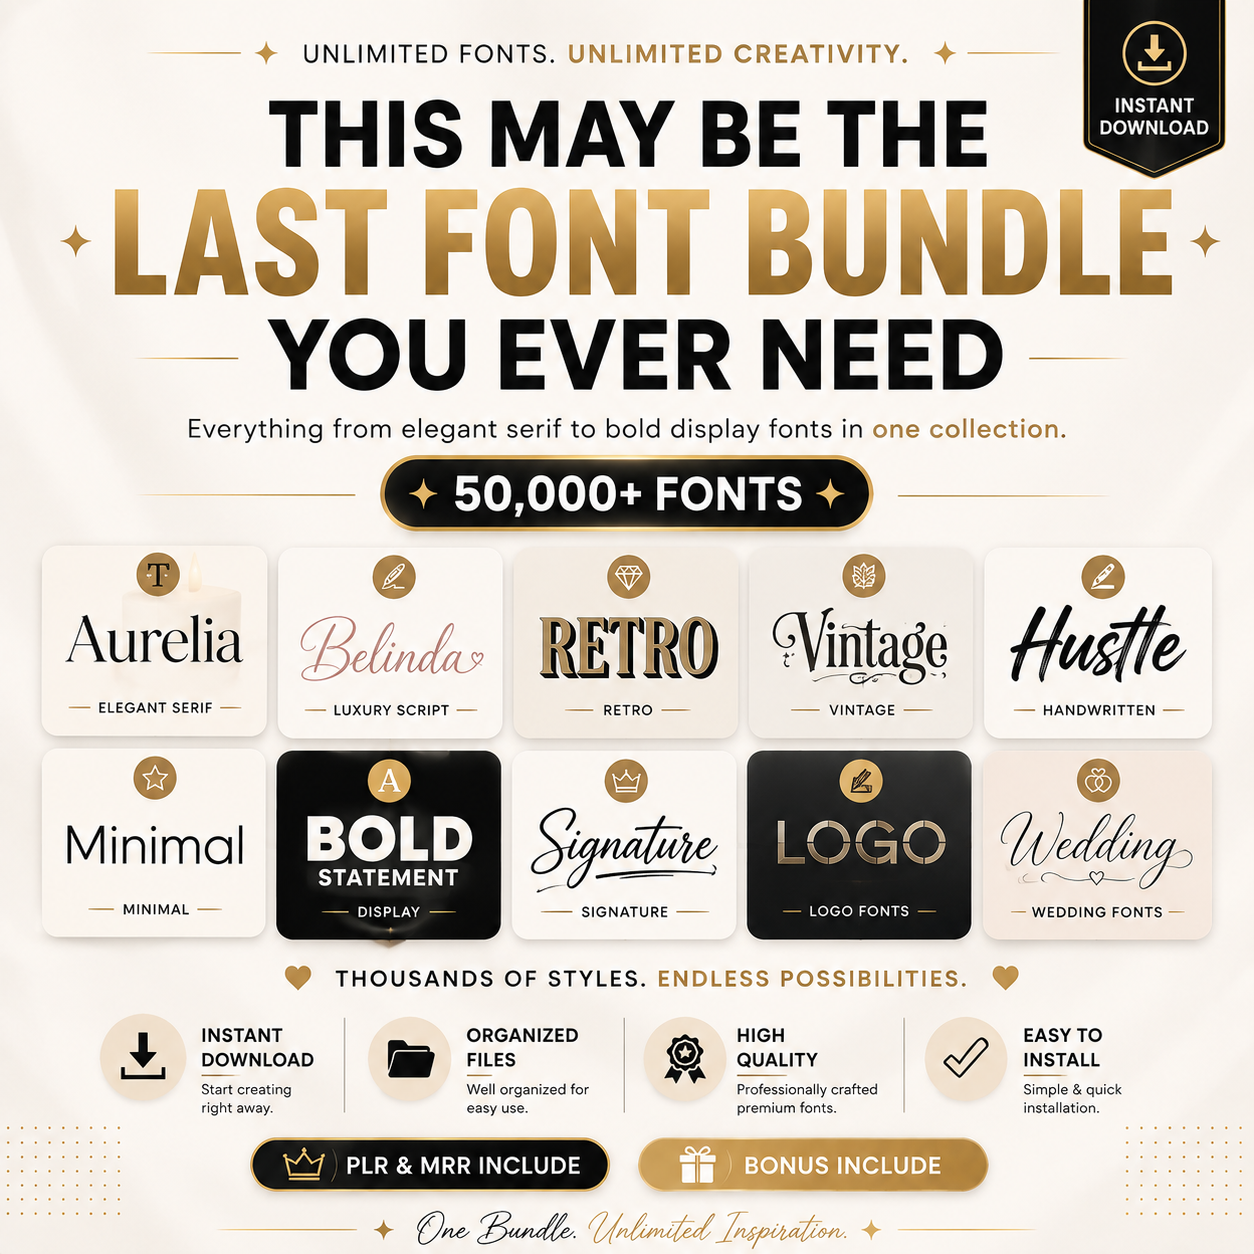 UNLIMITED FONTS. UNLIMITED CREATIVITY.
INSTANT
DOWNLOAD
THIS MAY BE THE
LAST FONT BUNDLE
YOU EVER NEED
Everything from elegant serif to bold display fonts in one collection.
50,000+ FONTS
T
Aurelia
ELEGANT SERIF
Belinda
LUXURY SCRIPT
RETRO
RETRO
Vintage
VINTAGE
Hustle
HANDWRITTEN
Minimal
MINIMAL
A
BOLD
STATEMENT
DISPLAY
Signature
SIGNATURE
LOGO
LOGO FONTS
Wedding
WEDDING FONTS
THOUSANDS OF STYLES. ENDLESS POSSIBILITIES.
INSTANT
DOWNLOAD
Start creating
right away.
ORGANIZED
FILES
Well organized for
easy use.
HIGH
QUALITY
Professionally crafted
premium fonts.
EASY TO
INSTALL
Simple & quick
installation.
PLR & MRR INCLUDE
BONUS INCLUDE
One Bundle. Unlimited Inspiration.